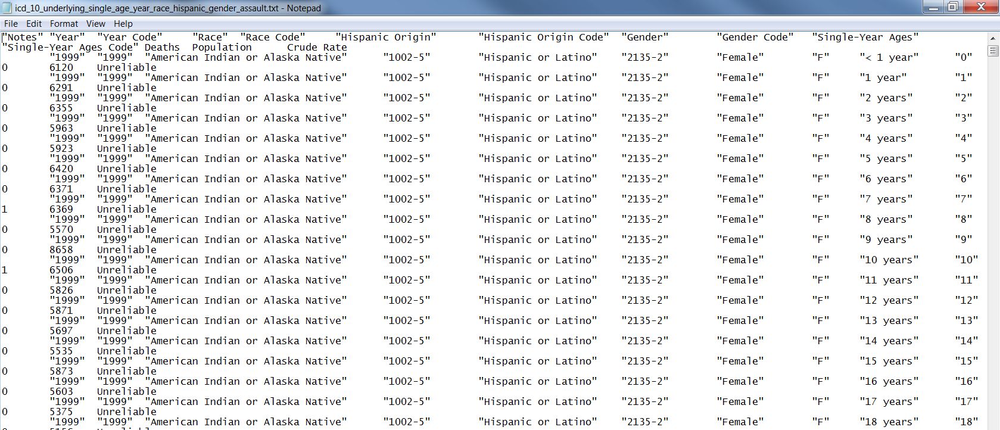 icd_10_underlying_single_age_year_race_hispanic_gender_assault.txt - Notepad
File Edit Format View Help
"Notes" "Year" "Year Code" "Race" "Race Code" "Hispanic Origin" "Hispanic Origin Code" "Gender" "Gender Code" "Single-Year Ages"
"Single-Year Ages Code" Deaths Population Crude Rate
"1999" "1999" "American Indian or Alaska Native" "1002-5" "Hispanic or Latino" "2135-2" "Female" "F" "< 1 year" "0"
0 6120 Unreliable
"1999" "1999" "American Indian or Alaska Native" "1002-5" "Hispanic or Latino" "2135-2" "Female" "F" "1 year" "1"
0 6291 Unreliable
"1999" "1999" "American Indian or Alaska Native" "1002-5" "Hispanic or Latino" "2135-2" "Female" "F" "2 years" "2"
0 6355 Unreliable
"1999" "1999" "American Indian or Alaska Native" "1002-5" "Hispanic or Latino" "2135-2" "Female" "F" "3 years" "3"
0 5963 Unreliable
"1999" "1999" "American Indian or Alaska Native" "1002-5" "Hispanic or Latino" "2135-2" "Female" "F" "4 years" "4"
0 5923 Unreliable
"1999" "1999" "American Indian or Alaska Native" "1002-5" "Hispanic or Latino" "2135-2" "Female" "F" "5 years" "5"
0 6420 Unreliable
"1999" "1999" "American Indian or Alaska Native" "1002-5" "Hispanic or Latino" "2135-2" "Female" "F" "6 years" "6"
0 6371 Unreliable
"1999" "1999" "American Indian or Alaska Native" "1002-5" "Hispanic or Latino" "2135-2" "Female" "F" "7 years" "7"
1 6369 Unreliable
"1999" "1999" "American Indian or Alaska Native" "1002-5" "Hispanic or Latino" "2135-2" "Female" "F" "8 years" "8"
0 5570 Unreliable
"1999" "1999" "American Indian or Alaska Native" "1002-5" "Hispanic or Latino" "2135-2" "Female" "F" "9 years" "9"
0 8658 Unreliable
"1999" "1999" "American Indian or Alaska Native" "1002-5" "Hispanic or Latino" "2135-2" "Female" "F" "10 years" "10"
1 6506 Unreliable
"1999" "1999" "American Indian or Alaska Native" "1002-5" "Hispanic or Latino" "2135-2" "Female" "F" "11 years" "11"
0 5826 Unreliable
"1999" "1999" "American Indian or Alaska Native" "1002-5" "Hispanic or Latino" "2135-2" "Female" "F" "12 years" "12"
0 5871 Unreliable
"1999" "1999" "American Indian or Alaska Native" "1002-5" "Hispanic or Latino" "2135-2" "Female" "F" "13 years" "13"
0 5697 Unreliable
"1999" "1999" "American Indian or Alaska Native" "1002-5" "Hispanic or Latino" "2135-2" "Female" "F" "14 years" "14"
0 5535 Unreliable
"1999" "1999" "American Indian or Alaska Native" "1002-5" "Hispanic or Latino" "2135-2" "Female" "F" "15 years" "15"
0 5873 Unreliable
"1999" "1999" "American Indian or Alaska Native" "1002-5" "Hispanic or Latino" "2135-2" "Female" "F" "16 years" "16"
0 5603 Unreliable
"1999" "1999" "American Indian or Alaska Native" "1002-5" "Hispanic or Latino" "2135-2" "Female" "F" "17 years" "17"
0 5375 Unreliable
"1999" "1999" "American Indian or Alaska Native" "1002-5" "Hispanic or Latino" "2135-2" "Female" "F" "18 years" "18"